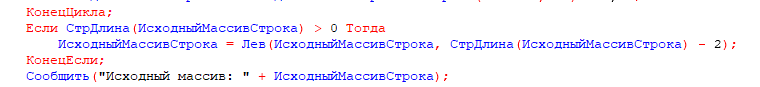 КонецЦикла;
Если СтрДлина(ИсходныйМассивСтрока) > 0 Тогда
ИсходныйМассивСтрока = Лев(ИсходныйМассивСтрока, СтрДлина(ИсходныйМассивСтрока) - 2);
КонецЕсли;
Сообщить("Исходный массив: " + ИсходныйМассивСтрока);